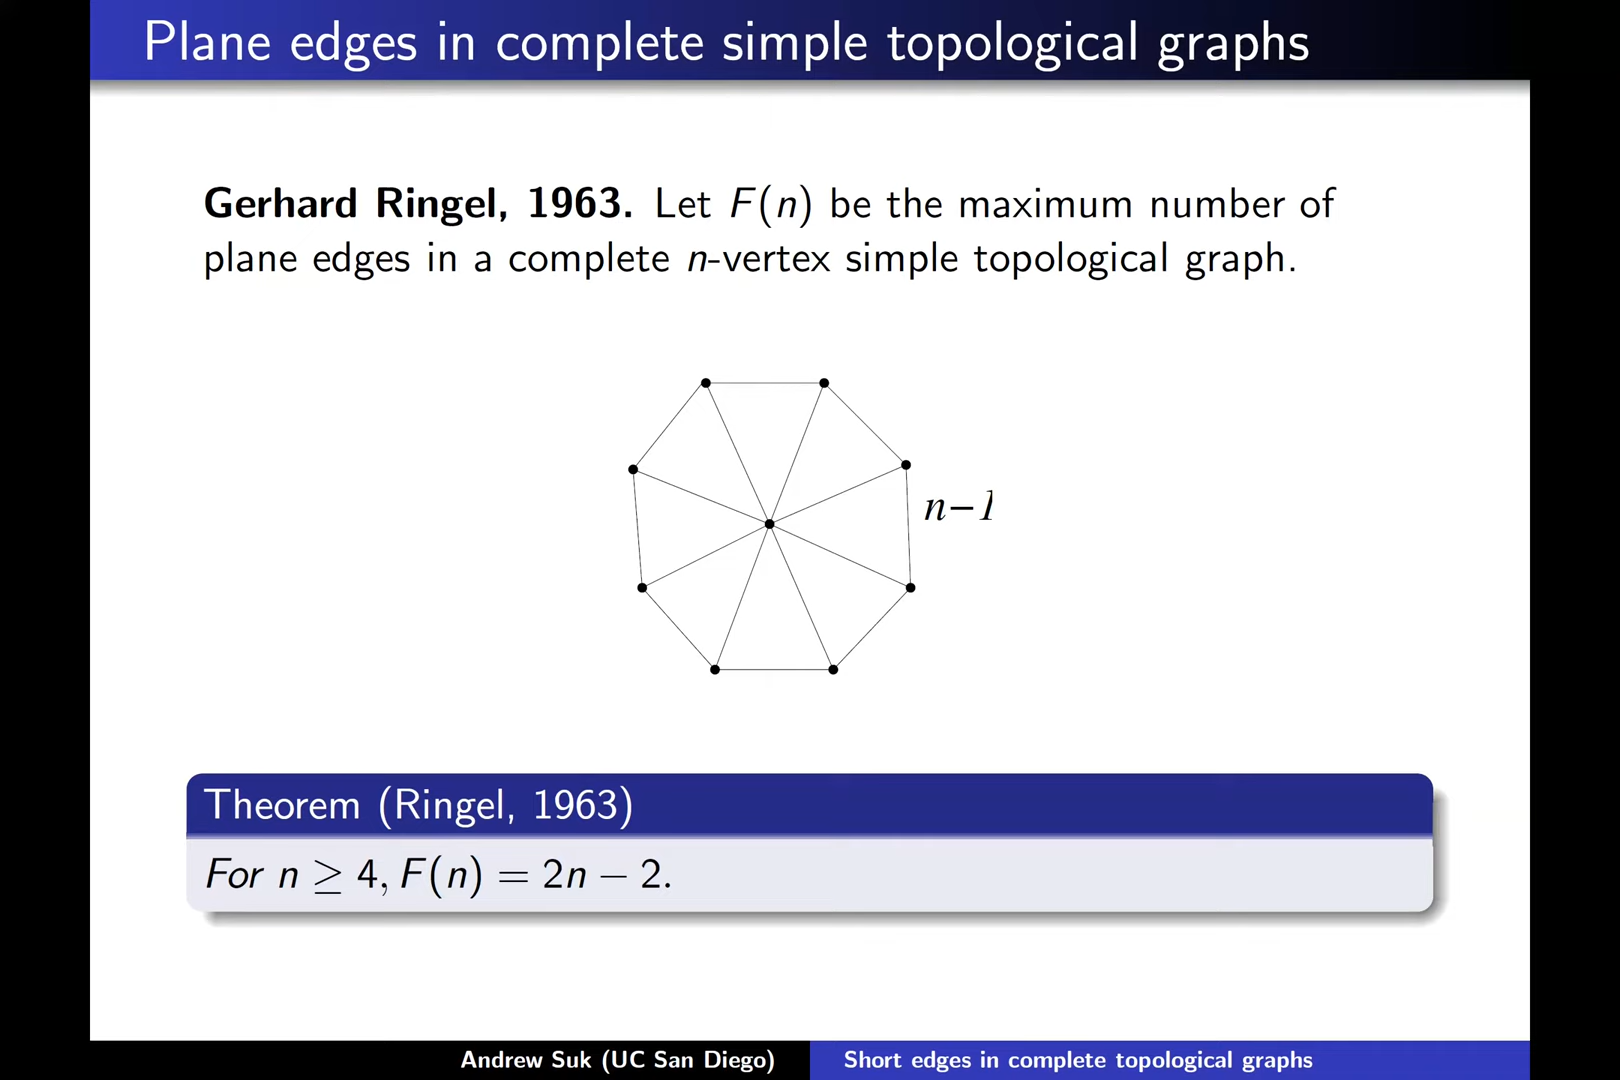 Plane edges in complete simple topological graphs
Gerhard Ringel, 1963. Let F(n) be the maximum number of
plane edges in a complete n-vertex simple topological graph.
n−1
Theorem (Ringel, 1963)
For n ≥ 4, F(n) = 2n − 2.
Andrew Suk (UC San Diego)
Short edges in complete topological graphs